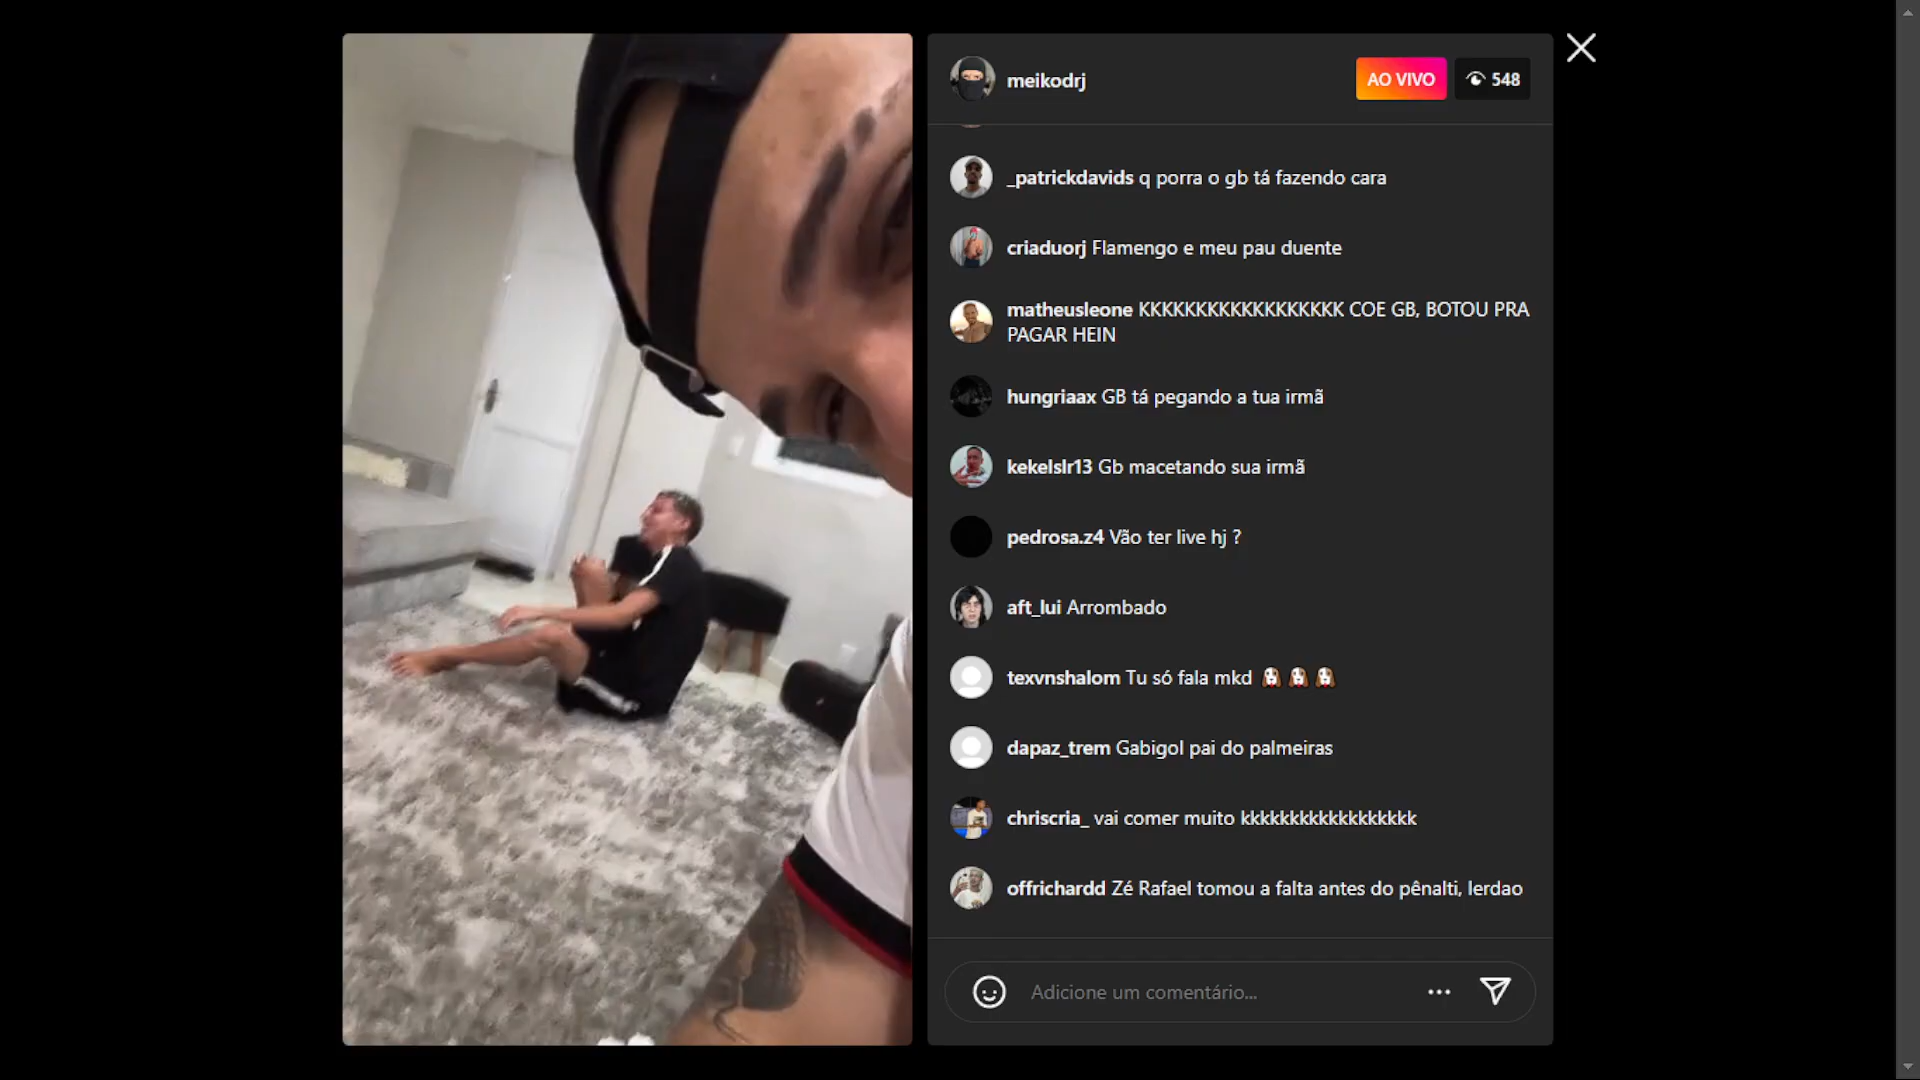 meikodrj
AO VIVO
548
_patrickdavids q porra o gb tá fazendo cara
criaduorj Flamengo e meu pau duente
matheusleone KKKKKKKKKKKKKKKKKK COE GB, BOTOU PRA
PAGAR HEIN
hungriaax GB tá pegando a tua irmã
kekelslr13 Gb macetando sua irmã
pedrosa.z4 Vão ter live hj ?
aft_lui Arrombado
texvnshalom Tu só fala mkd
dapaz_trem Gabigol pai do palmeiras
chriscria_ vai comer muito kkkkkkkkkkkkkkkkkk
offrichardd Zé Rafael tomou a falta antes do pênalti, lerdao
Adicione um comentário...